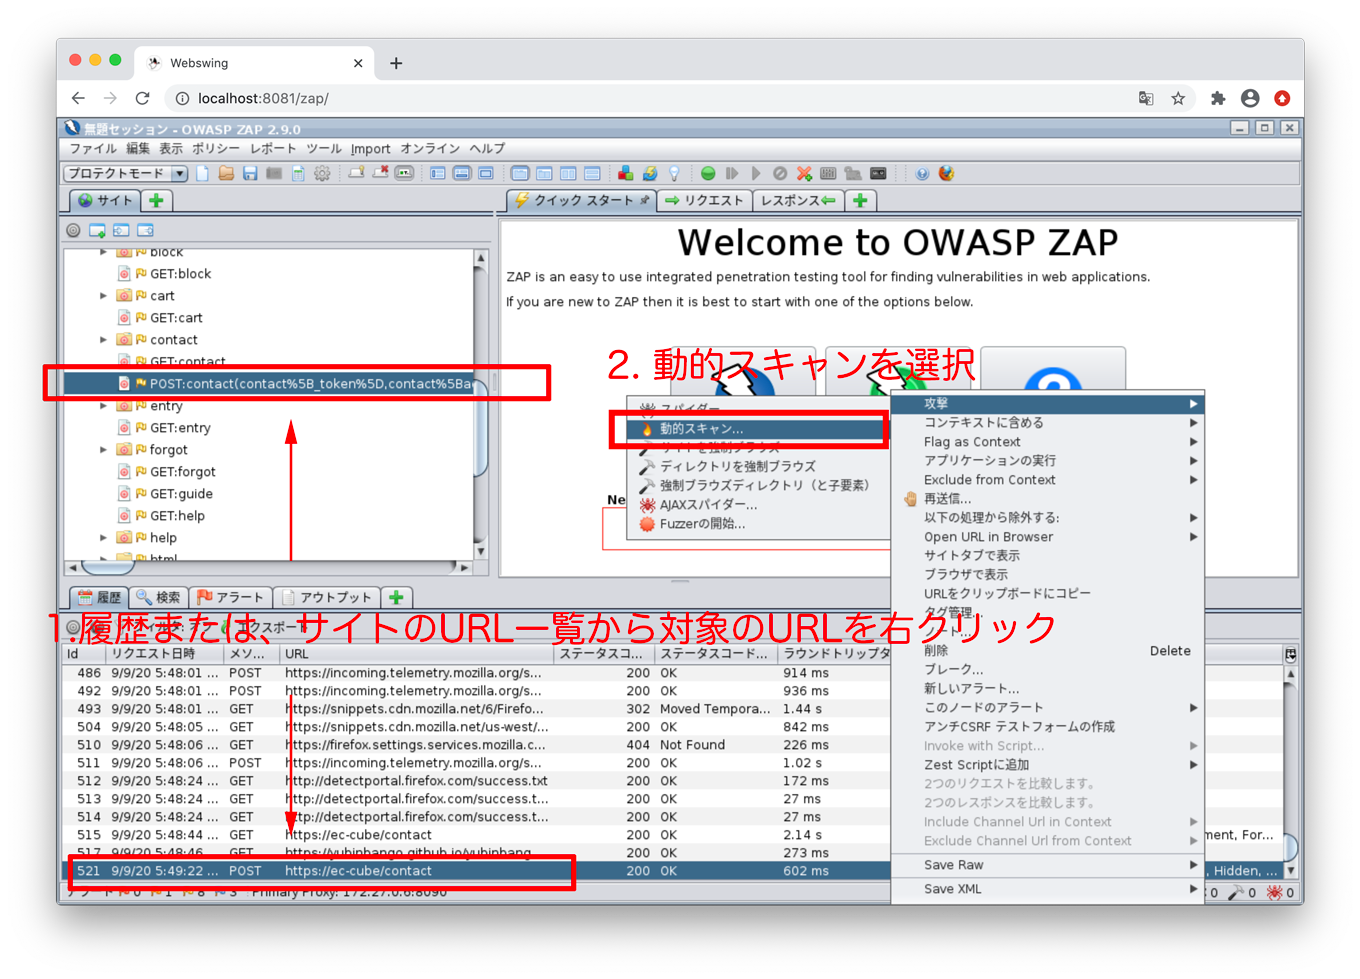 Webswing
localhost:8081/zap/
無題セッション - OWASP ZAP 2.9.0
ファイル 編集 表示 ポリシー レポート ツール Import オンライン ヘルプ
プロテクトモード
サイト
クイック スタート リクエスト レスポンス
block
GET:block
cart
GET:cart
contact
GET:contact
POST:contact(contact%5B_token%5D,contact%5Ba
entry
GET:entry
forgot
GET:forgot
GET:guide
GET:help
help
html
Welcome to OWASP ZAP
ZAP is an easy to use integrated penetration testing tool for finding vulnerabilities in web applications.
If you are new to ZAP then it is best to start with one of the options below.
2. 動的スキャンを選択
Ne
スパイダー
動的スキャン...
サイトを強制ブラウズ
ディレクトリを強制ブラウズ
強制ブラウズディレクトリ（と子要素）
AJAXスパイダー...
Fuzzerの開始...
攻撃
コンテキストに含める
Flag as Context
アプリケーションの実行
Exclude from Context
再送信...
以下の処理から除外する:
Open URL in Browser
サイトタブで表示
ブラウザで表示
URLをクリップボードにコピー
タグ管理...
ノート...
削除 Delete
ブレーク...
新しいアラート...
このノードのアラート
アンチCSRF テストフォームの作成
Invoke with Script...
Zest Scriptに追加
2つのリクエストを比較します。
2つのレスポンスを比較します。
Include Channel Url in Context
Exclude Channel Url from Context
Save Raw
Save XML
履歴 検索 アラート アウトプット
フィルタ: オフ エクスポート
1.履歴または、サイトのURL一覧から対象のURLを右クリック
Id リクエスト日時 メソ... URL ステータスコ... ステータスコード... ラウンドトリップタ
486 9/9/20 5:48:01 ... POST https://incoming.telemetry.mozilla.org/s... 200 OK 914 ms
492 9/9/20 5:48:01 ... POST https://incoming.telemetry.mozilla.org/s... 200 OK 936 ms
493 9/9/20 5:48:01 ... GET https://snippets.cdn.mozilla.net/6/Firefo... 302 Moved Tempora... 1.44 s
504 9/9/20 5:48:05 ... GET https://snippets.cdn.mozilla.net/us-west/... 200 OK 842 ms
510 9/9/20 5:48:06 ... GET https://firefox.settings.services.mozilla.c... 404 Not Found 226 ms
511 9/9/20 5:48:06 ... POST https://incoming.telemetry.mozilla.org/s... 200 OK 1.02 s
512 9/9/20 5:48:24 ... GET http://detectportal.firefox.com/success.txt 200 OK 172 ms
513 9/9/20 5:48:24 ... GET http://detectportal.firefox.com/success.t... 200 OK 27 ms
514 9/9/20 5:48:24 ... GET http://detectportal.firefox.com/success.t... 200 OK 27 ms
515 9/9/20 5:48:44 ... GET https://ec-cube/contact 200 OK 2.14 s ment, For...
517 9/9/20 5:48:46 GET https://yubinbango.github.io/yubinbang 200 OK 273 ms
521 9/9/20 5:49:22 ... POST https://ec-cube/contact 200 OK 602 ms , Hidden, ...
アラート 0 1 8 3 Primary Proxy: 172.27.0.6:8090 0 0 0